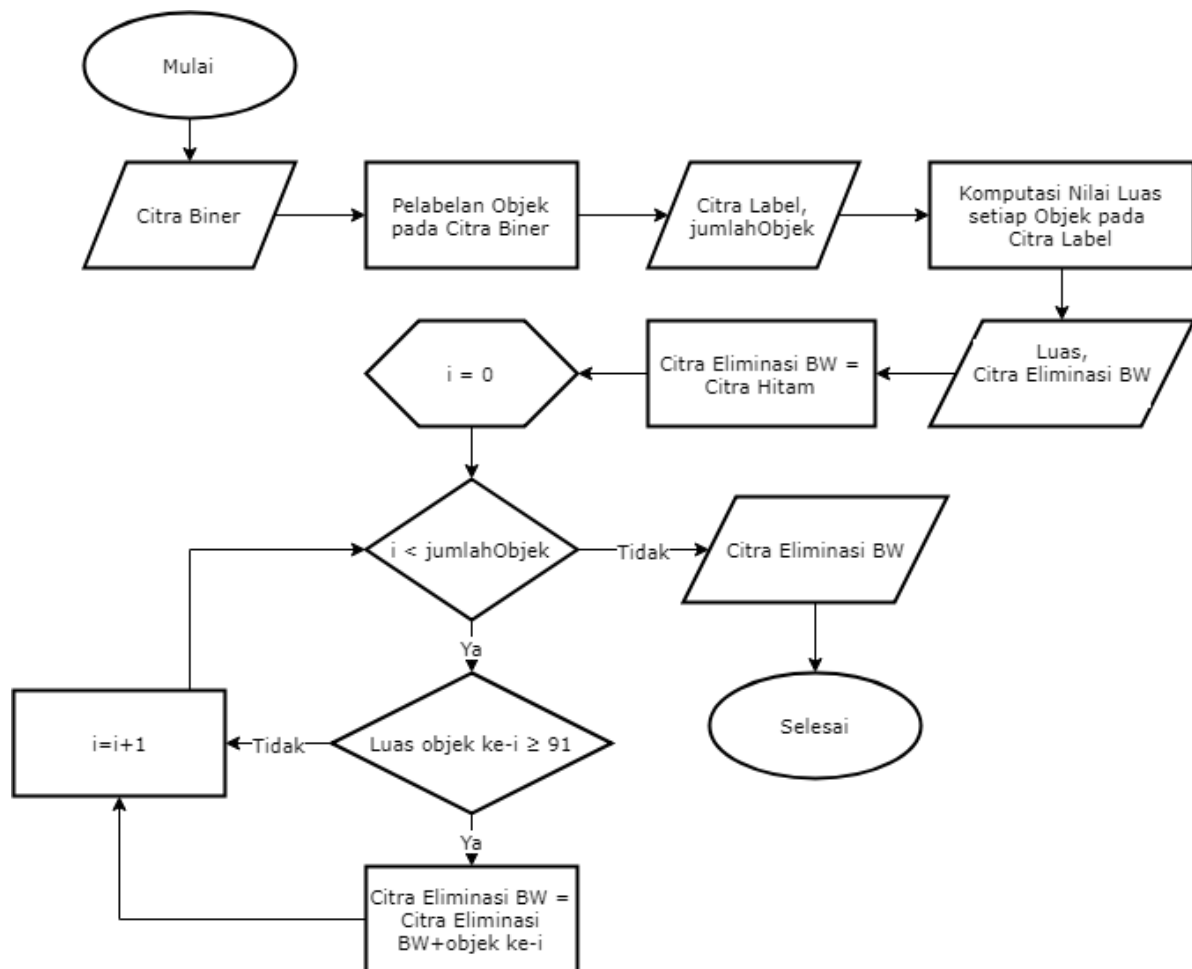 Mulai
Citra Biner
Pelabelan Objek
pada Citra Biner
Citra Label,
jumlahObjek
Komputasi Nilai Luas
setiap Objek pada
Citra Label
Luas,
Citra Eliminasi BW
Citra Eliminasi BW =
Citra Hitam
i = 0
i < jumlahObjek
Tidak
Citra Eliminasi BW
Selesai
Ya
Luas objek ke-i ≥ 91
Tidak
i=i+1
Ya
Citra Eliminasi BW =
Citra Eliminasi
BW+objek ke-i